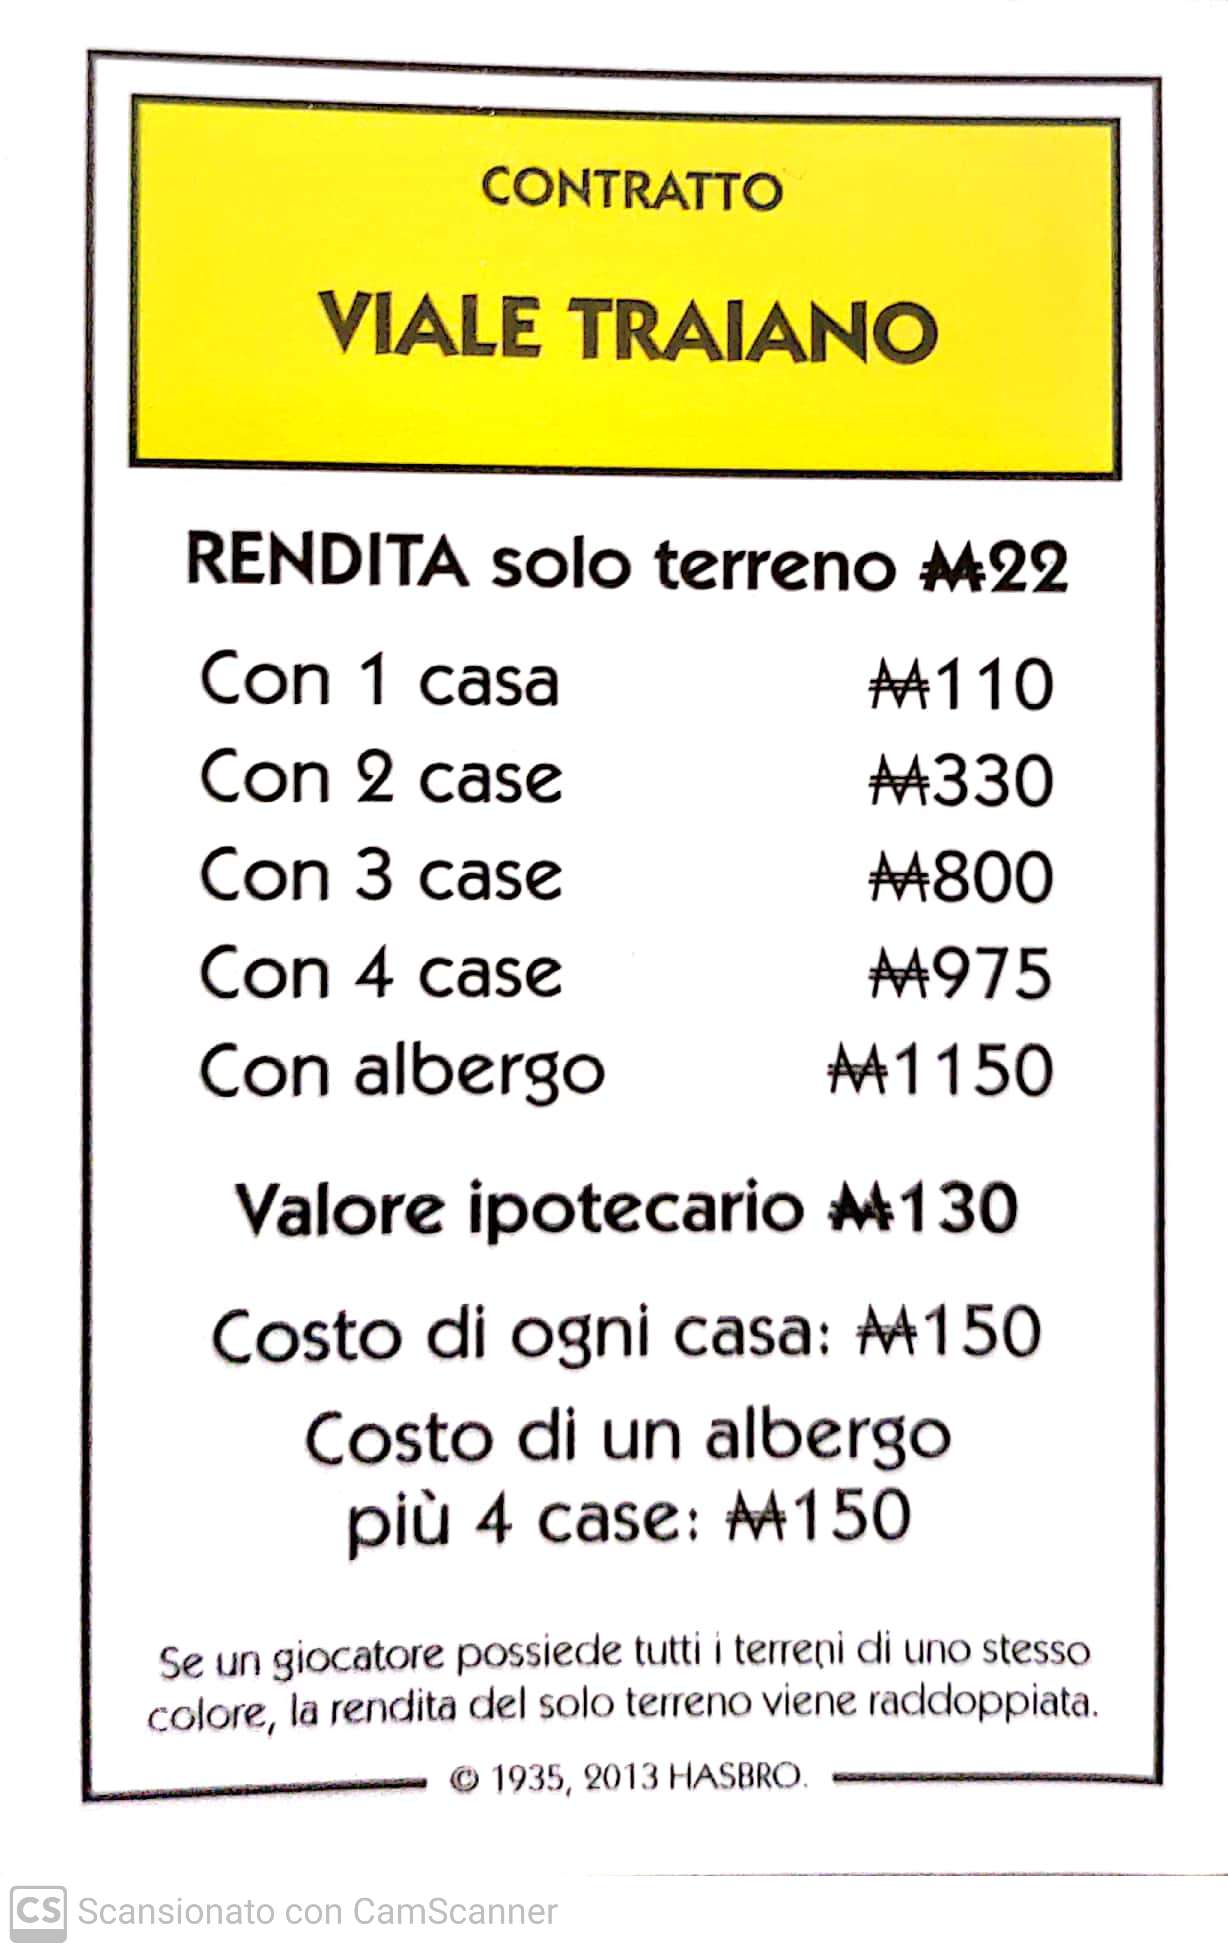 CONTRATTO
VIALE TRAIANO
RENDITA solo terreno ₳22
Con 1 casa ₳110
Con 2 case ₳330
Con 3 case ₳800
Con 4 case ₳975
Con albergo ₳1150
Valore ipotecario ₳130
Costo di ogni casa: ₳150
Costo di un albergo
più 4 case: ₳150
Se un giocatore possiede tutti i terreni di uno stesso
colore, la rendita del solo terreno viene raddoppiata.
© 1935, 2013 HASBRO.
CS Scansionato con CamScanner